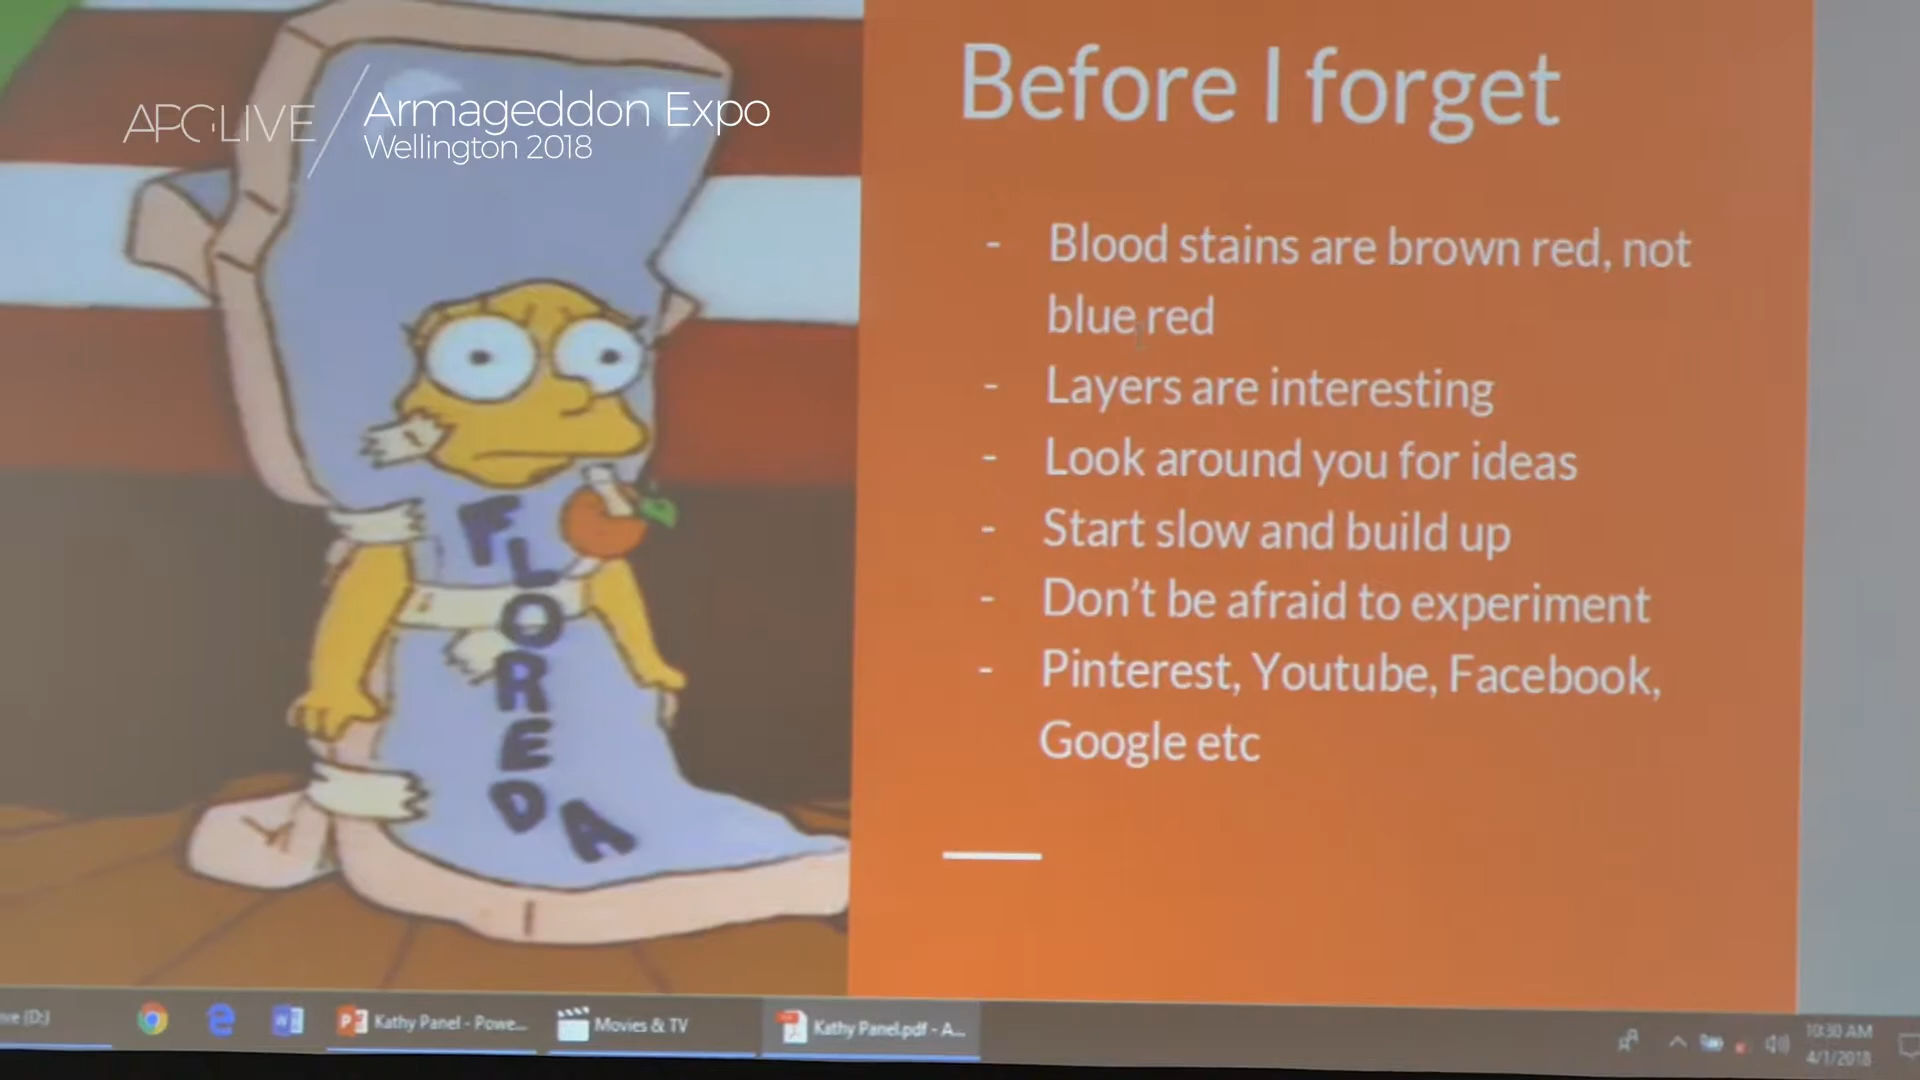 APC LIVE
Armageddon Expo
Wellington 2018
Before I forget
- Blood stains are brown red, not
blue red
- Layers are interesting
- Look around you for ideas
- Start slow and build up
- Don't be afraid to experiment
- Pinterest, Youtube, Facebook,
Google etc
FLOREDA
ve (D:)
Kathy Panel - Powe...
Movies & TV
Kathy Panel.pdf - A...
10:30 AM
4/1/2018